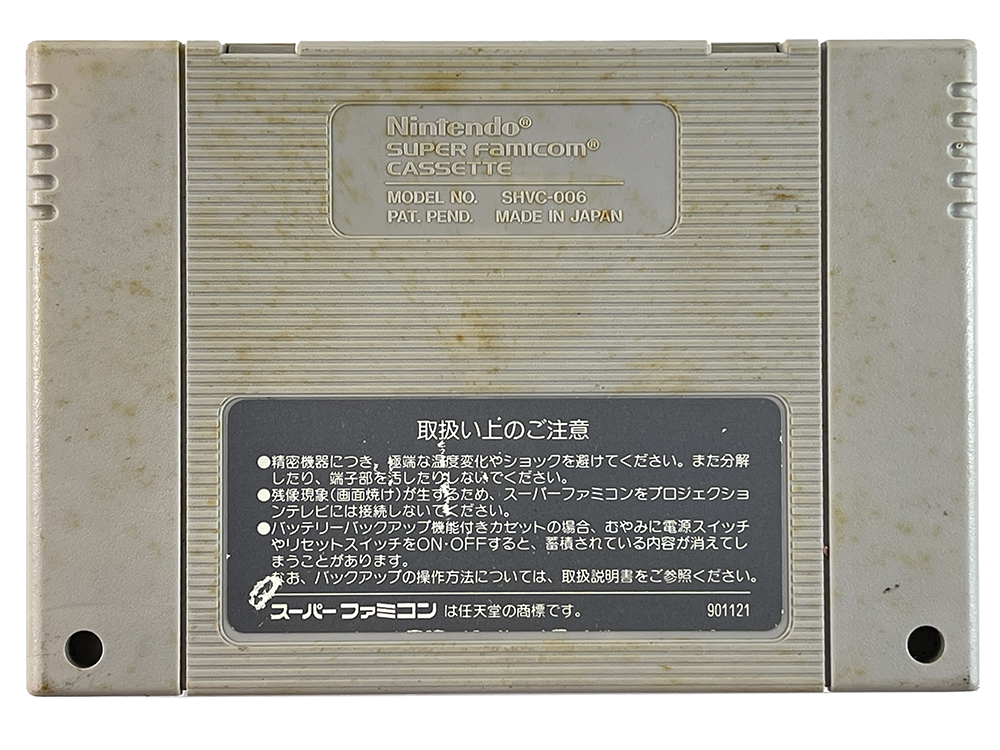 Nintendo®
SUPER FAMICOM®
CASSETTE
MODEL NO. SHVC-006
PAT. PEND. MADE IN JAPAN
取扱い上のご注意
●精密機器につき、極端な温度変化やショックを避けてください。また分解
したり、端子部を汚したりしないでください。
●残像現象(画面焼け)が生ずるため、スーパーファミコンをプロジェクショ
ンテレビには接続しないでください。
●バッテリーバックアップ機能付きカセットの場合、むやみに電源スイッチ
やリセットスイッチをON・OFFすると、蓄積されている内容が消えてし
まうことがあります。
なお、バックアップの操作方法については、取扱説明書をご参照ください。
スーパーファミコンは任天堂の商標です。 901121